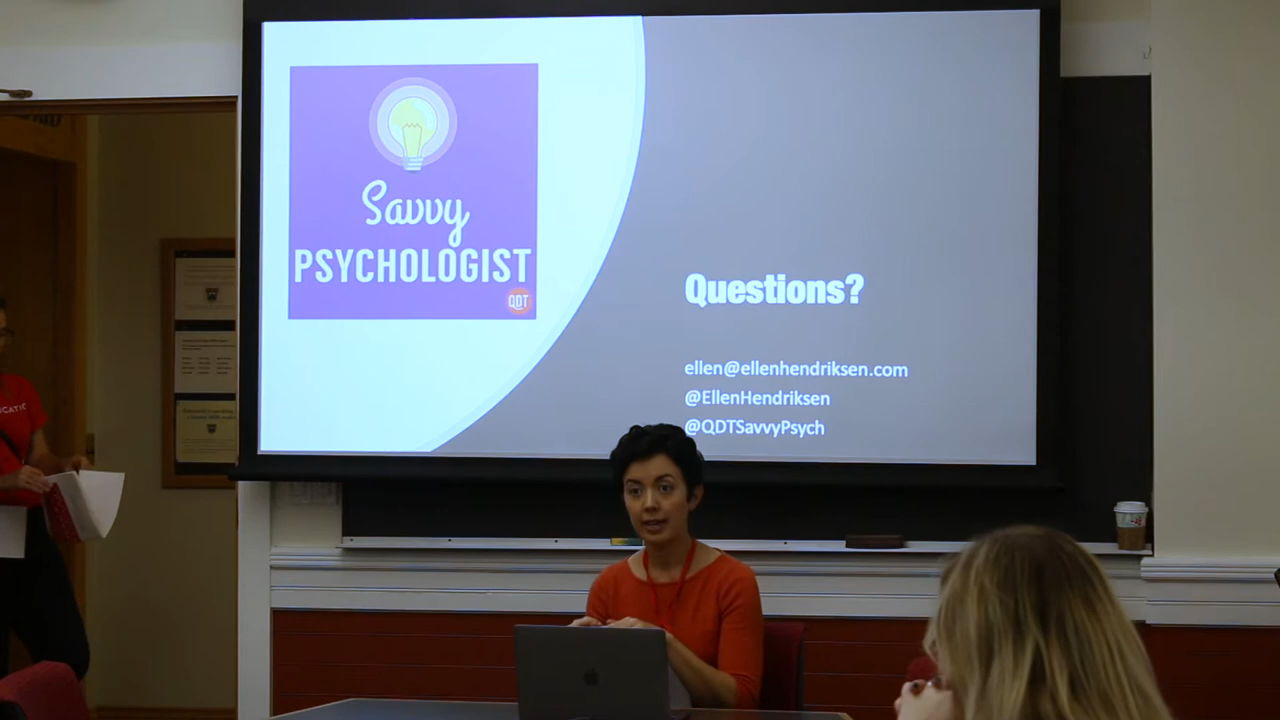 Savvy
PSYCHOLOGIST
QDT
Questions?
ellen@ellenhendriksen.com
@EllenHendriksen
@QDTSavvyPsych